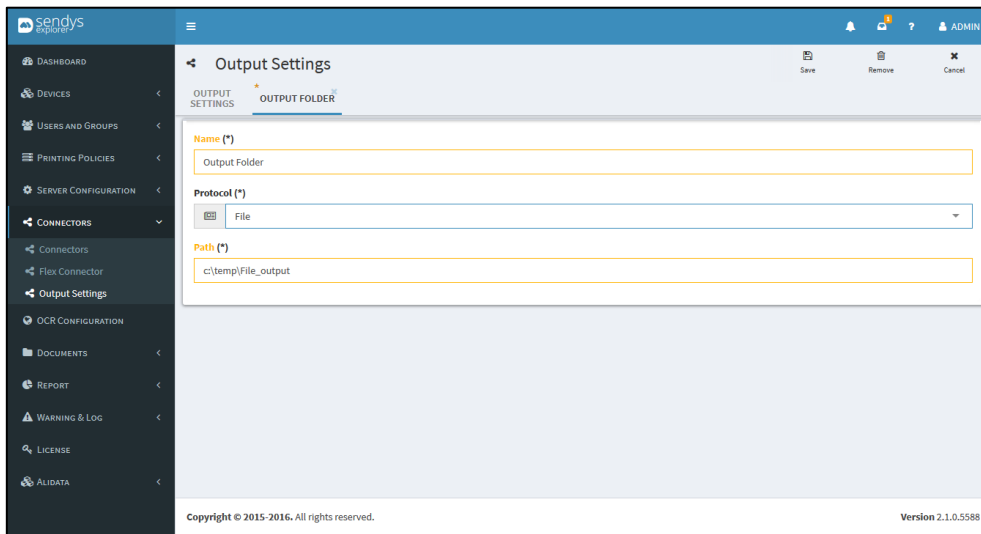 sendys
explorer
1
?
ADMIN
DASHBOARD
DEVICES
USERS AND GROUPS
PRINTING POLICIES
SERVER CONFIGURATION
CONNECTORS
Connectors
Flex Connector
Output Settings
OCR CONFIGURATION
DOCUMENTS
REPORT
WARNING & LOG
LICENSE
ALIDATA
Output Settings
Save
Remove
Cancel
OUTPUT
SETTINGS
* OUTPUT FOLDER ×
Name (*)
Output Folder
Protocol (*)
File
Path (*)
c:\temp\File_output
Copyright © 2015-2016. All rights reserved.
Version 2.1.0.5588